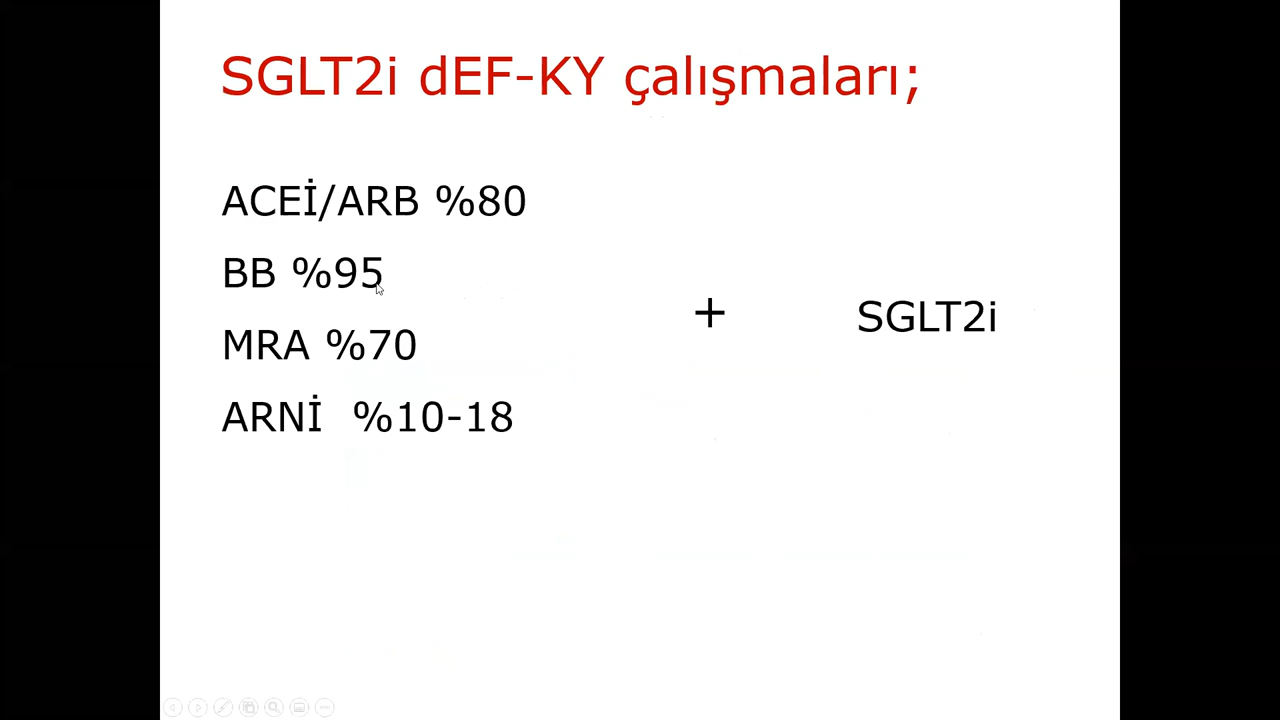 SGLT2i dEF-KY çalışmaları;
ACEİ/ARB %80
BB %95
MRA %70
ARNİ %10-18
+ SGLT2i